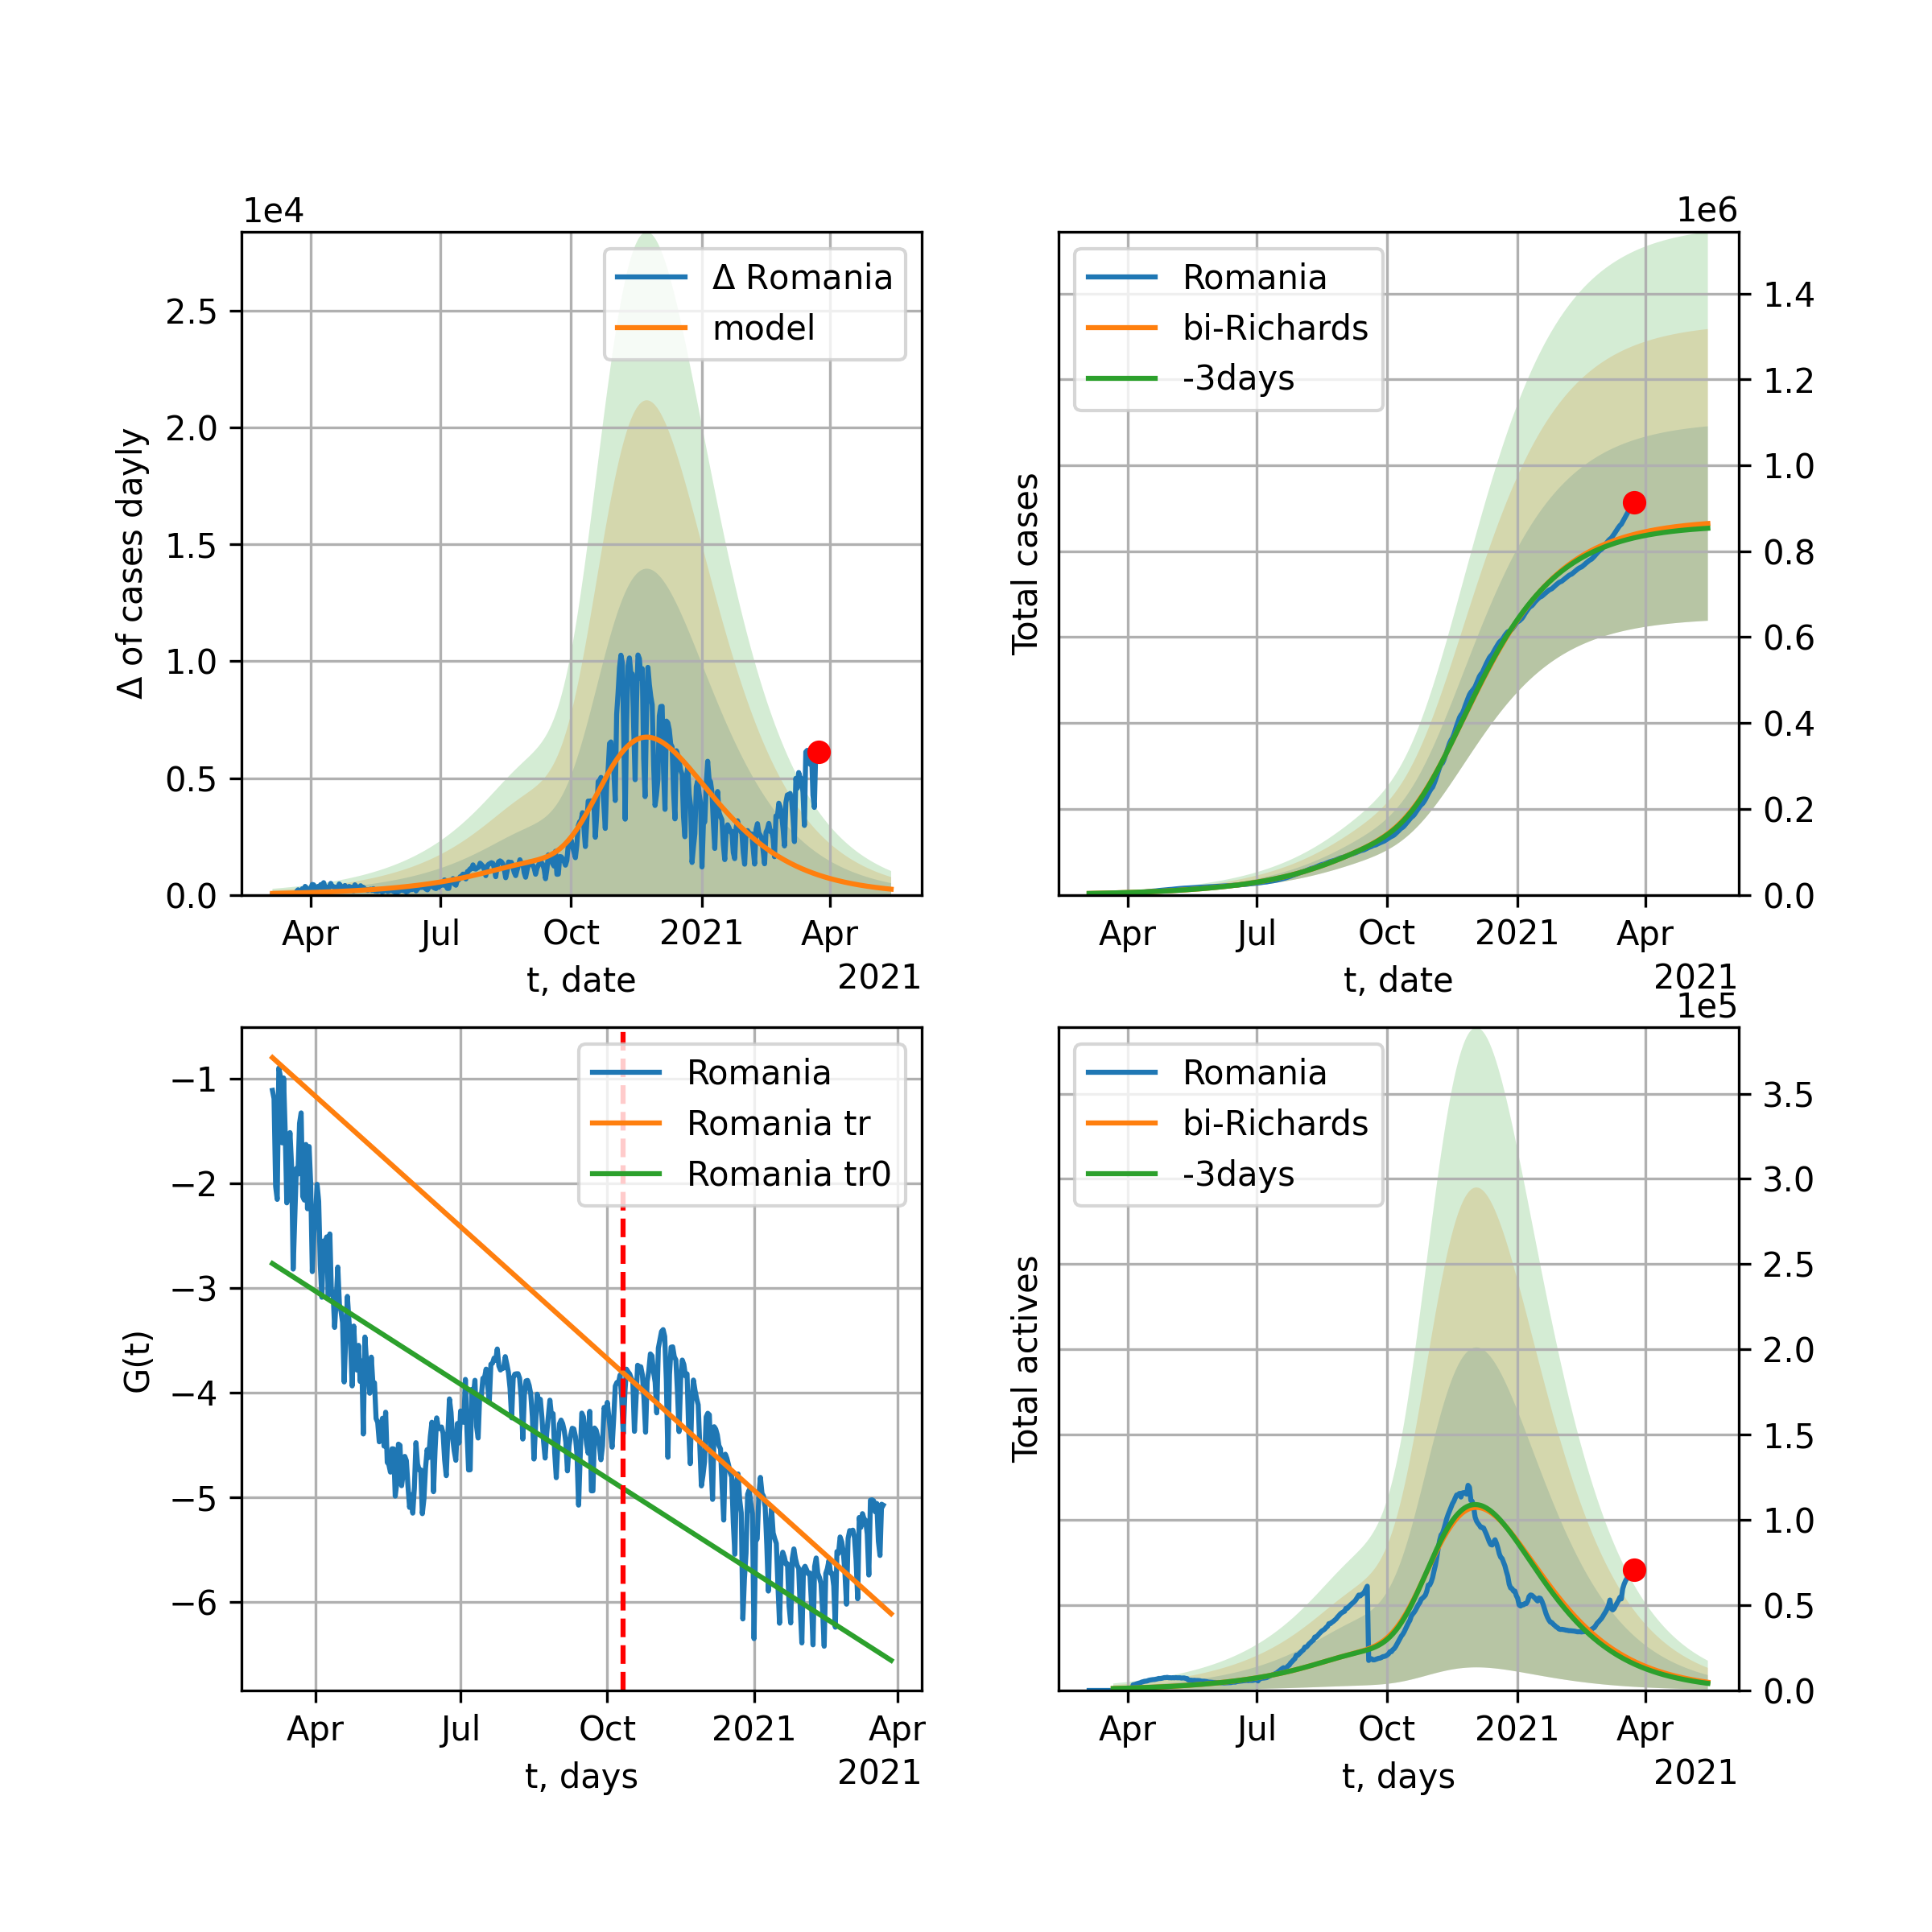 1e4
Δ of cases dayly
2.5
2.0
1.5
1.0
0.5
0.0
Δ Romania
model
Apr Jul Oct 2021 Apr
t, date
2021
1e6
Total cases
Romania
bi-Richards
-3days
1.4
1.2
1.0
0.8
0.6
0.4
0.2
0.0
Apr Jul Oct 2021 Apr
t, date
2021
G(t)
−1
−2
−3
−4
−5
−6
Romania
Romania tr
Romania tr0
Apr Jul Oct 2021 Apr
t, days
2021
1e5
Total actives
Romania
bi-Richards
-3days
3.5
3.0
2.5
2.0
1.5
1.0
0.5
0.0
Apr Jul Oct 2021 Apr
t, days
2021